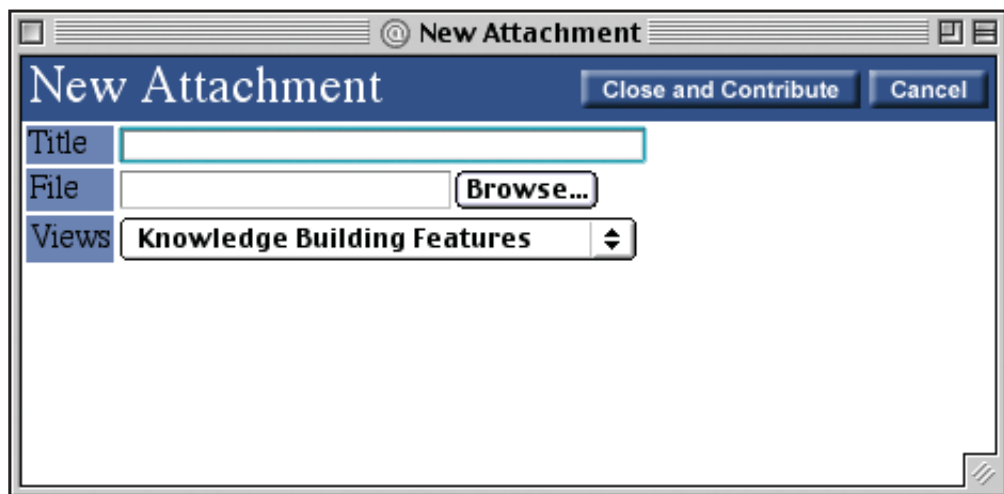 New Attachment
New Attachment Close and Contribute Cancel
Title
File Browse...
Views Knowledge Building Features